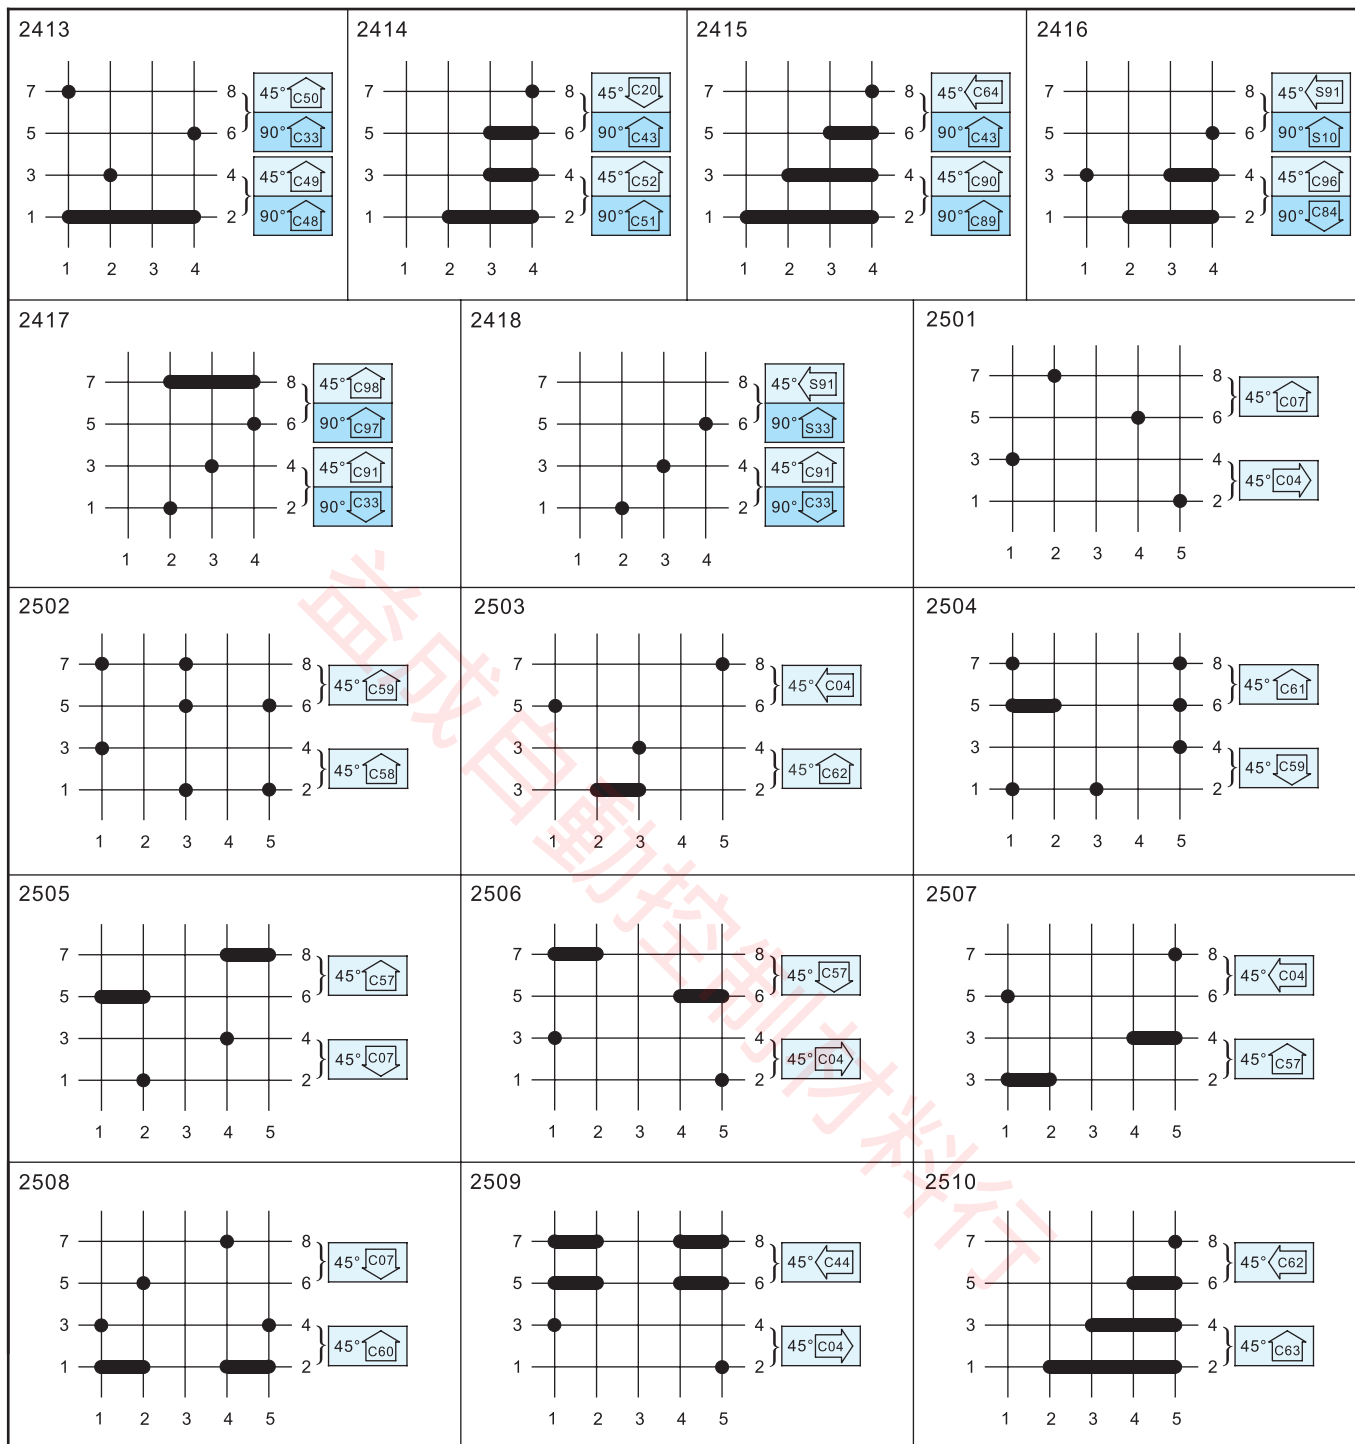 2413 2414 2415 2416
7 8 45° C50 7 8 45° C20 7 8 45° C64 7 8 45° S91
5 6 90° C33 5 6 90° C43 5 6 90° C43 5 6 90° S10
3 4 45° C49 3 4 45° C52 3 4 45° C90 3 4 45° C96
1 2 90° C48 1 2 90° C51 1 2 90° C89 1 2 90° C84
1 2 3 4 1 2 3 4 1 2 3 4 1 2 3 4
2417 2418 2501
7 8 45° C98 7 8 45° S91 7 8 45° C07
5 6 90° C97 5 6 90° S33 5 6
3 4 45° C91 3 4 45° C91 3 4 45° C04
1 2 90° C33 1 2 90° C33 1 2
1 2 3 4 1 2 3 4 1 2 3 4 5
2502 2503 2504
7 8 45° C59 7 8 45° C04 7 8 45° C61
5 6 5 6 5 6
3 4 45° C58 3 4 45° C62 3 4 45° C59
1 2 3 2 1 2
1 2 3 4 5 1 2 3 4 5 1 2 3 4 5
2505 2506 2507
7 8 45° C57 7 8 45° C57 7 8 45° C04
5 6 5 6 5 6
3 4 45° C07 3 4 45° C04 3 4 45° C57
1 2 1 2 3 2
1 2 3 4 5 1 2 3 4 5 1 2 3 4 5
2508 2509 2510
7 8 45° C07 7 8 45° C44 7 8 45° C62
5 6 5 6 5 6
3 4 45° C60 3 4 45° C04 3 4 45° C63
1 2 1 2 1 2
1 2 3 4 5 1 2 3 4 5 1 2 3 4 5
益成自動控制材料行